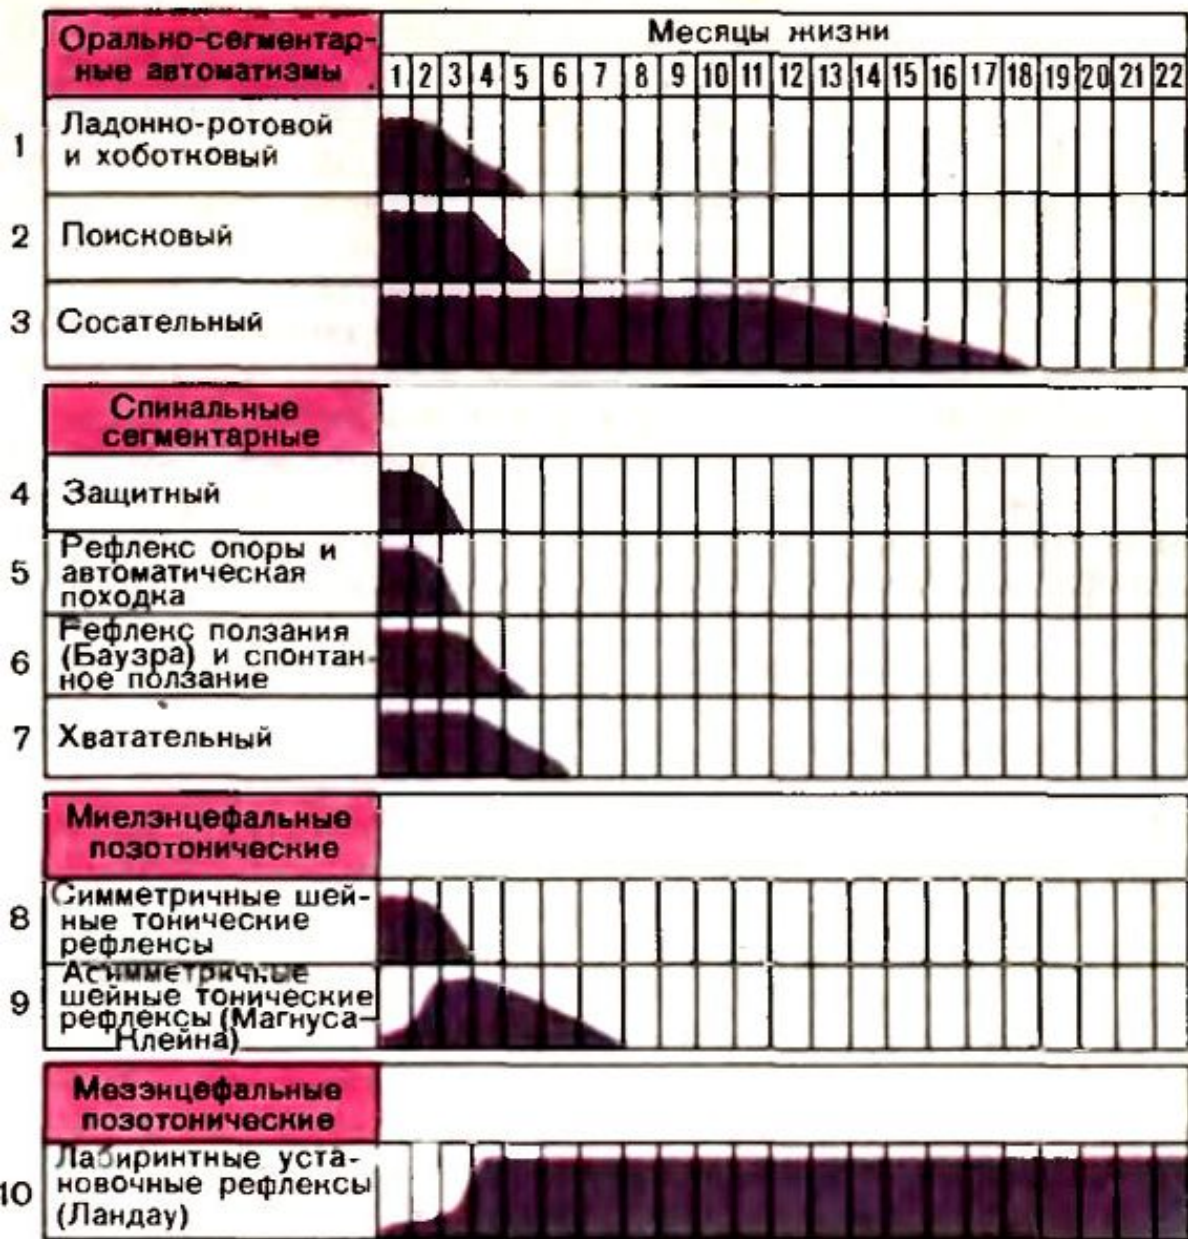 Орально-сегментар-
ные автоматизмы
Месяцы жизни
1 2 3 4 5 6 7 8 9 10 11 12 13 14 15 16 17 18 19 20 21 22
1
Ладонно-ротовой
и хоботковый
2
Поисковый
3
Сосательный
Спинальные
сегментарные
4
Защитный
5
Рефлекс опоры и
автоматическая
походка
6
Рефлекс ползания
(Бауэра) и спонтан-
ное ползание
7
Хватательный
Миелэнцефальные
позотонические
8
Симметричные шей-
ные тонические
рефлексы
9
Асимметричные
шейные тонические
рефлексы (Магнуса—
Клейна)
Мезэнцефальные
позотонические
10
Лабиринтные уста-
новочные рефлексы
(Ландау)